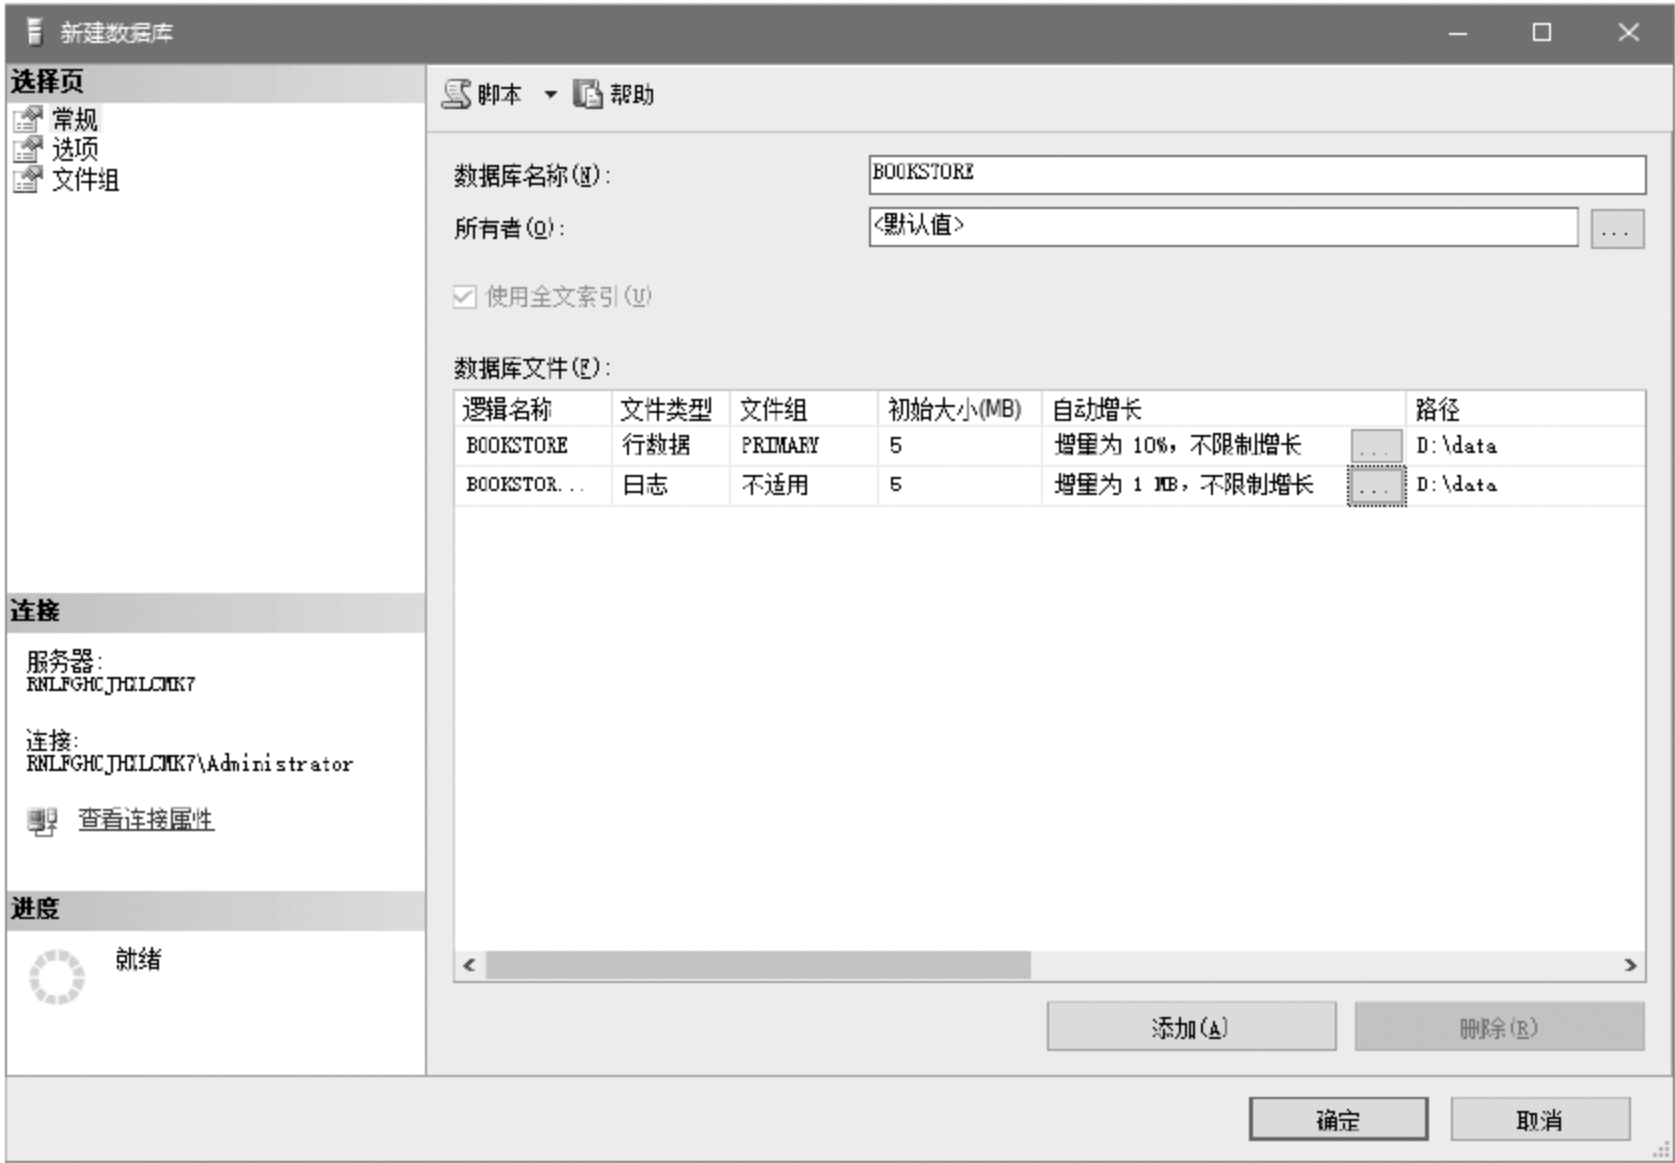 新建数据库
选择页
常规
选项
文件组
脚本 帮助
数据库名称(N): BOOKSTORE
所有者(O): <默认值> ...
使用全文索引(U)
数据库文件(F):
逻辑名称 文件类型 文件组 初始大小(MB) 自动增长 路径
BOOKSTORE 行数据 PRIMARY 5 增量为 10%，不限制增长 ... D:\data
BOOKSTOR... 日志 不适用 5 增量为 1 MB，不限制增长 ... D:\data
连接
服务器:
连接:
查看连接属性
进度
就绪
添加(A) 删除(R)
确定 取消